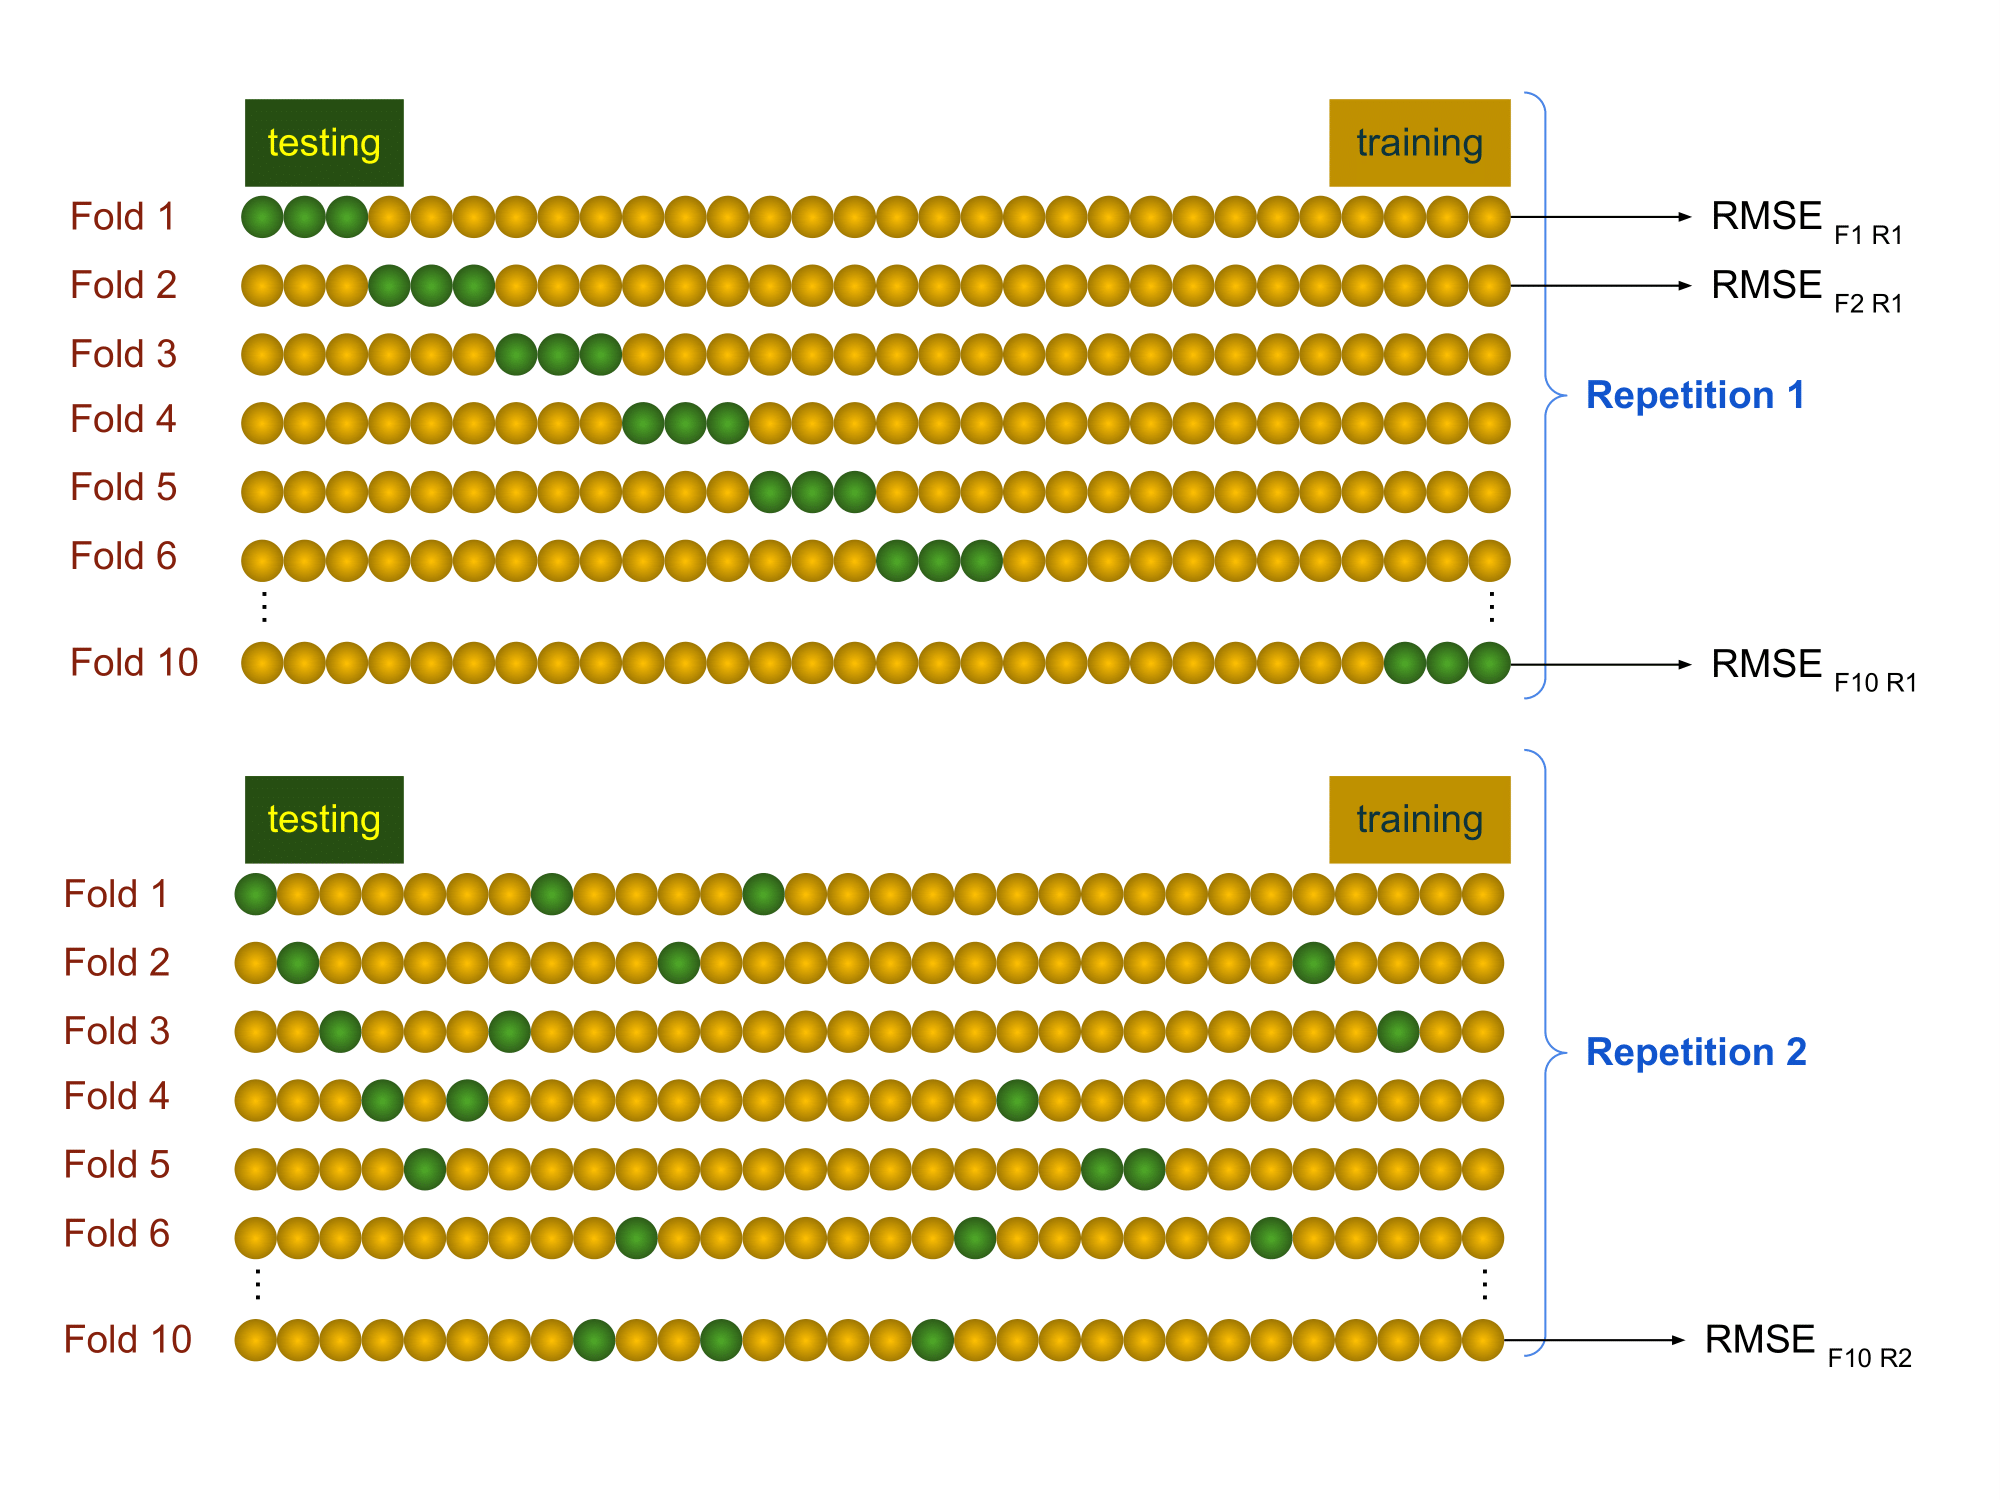 testing training
Fold 1 RMSE F1 R1
Fold 2 RMSE F2 R1
Fold 3
Repetition 1
Fold 4
Fold 5
Fold 6
Fold 10 RMSE F10 R1
testing training
Fold 1
Fold 2
Fold 3
Repetition 2
Fold 4
Fold 5
Fold 6
Fold 10 RMSE F10 R2